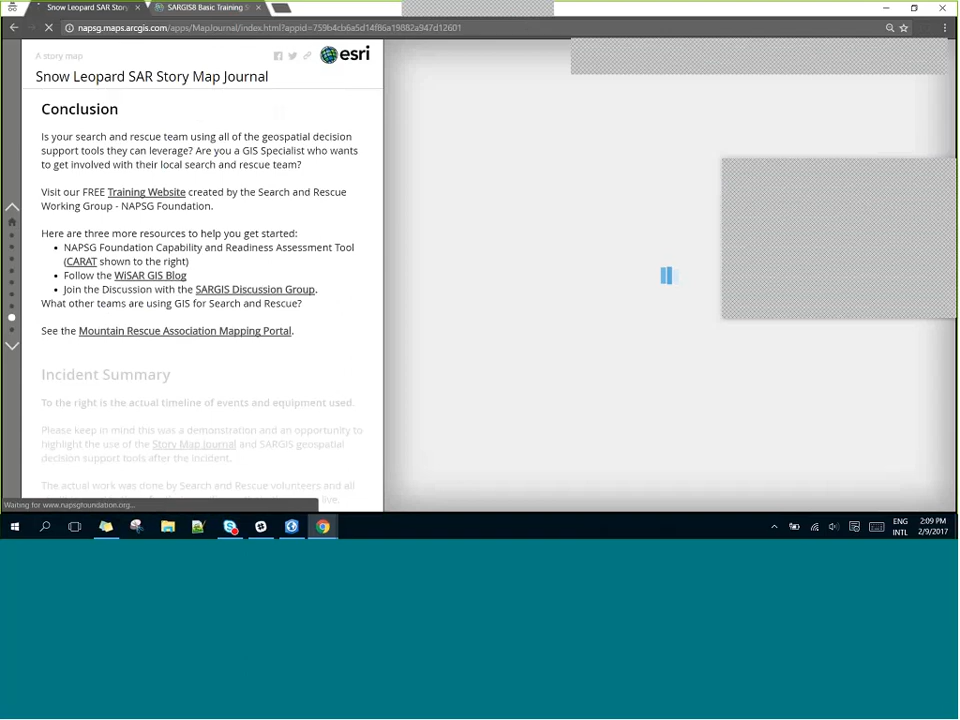 Snow Leopard SAR Story
SARGIS8 Basic Training S
napsg.maps.arcgis.com/apps/MapJournal/index.html?appid=759b4cb6a5d14f86a19882a947d12601
A story map
esri
Snow Leopard SAR Story Map Journal
Conclusion
Is your search and rescue team using all of the geospatial decision
support tools they can leverage? Are you a GIS Specialist who wants
to get involved with their local search and rescue team?
Visit our FREE Training Website created by the Search and Rescue
Working Group - NAPSG Foundation.
Here are three more resources to help you get started:
• NAPSG Foundation Capability and Readiness Assessment Tool
(CARAT shown to the right)
• Follow the WiSAR GIS Blog
• Join the Discussion with the SARGIS Discussion Group.
What other teams are using GIS for Search and Rescue?
See the Mountain Rescue Association Mapping Portal.
Incident Summary
To the right is the actual timeline of events and equipment used.
Please keep in mind this was a demonstration and an opportunity to
highlight the use of the Story Map Journal and SARGIS geospatial
decision support tools after the incident.
The actual work was done by Search and Rescue volunteers and all
live.
Waiting for www.napsgfoundation.org...
ENG
INTL
2:09 PM
2/9/2017